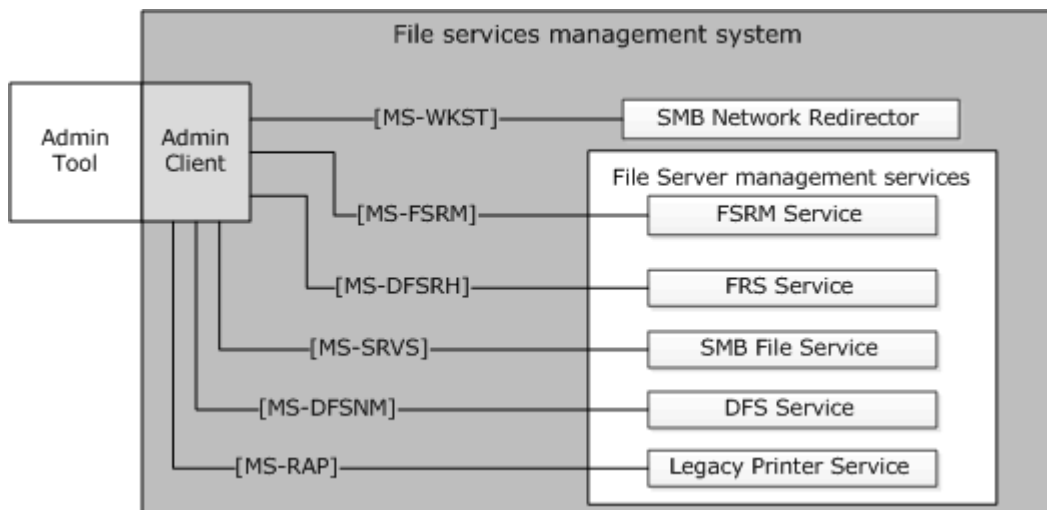 File services management system
Admin
Tool
Admin
Client
[MS-WKST]
SMB Network Redirector
File Server management services
[MS-FSRM]
FSRM Service
[MS-DFSRH]
FRS Service
[MS-SRVS]
SMB File Service
[MS-DFSNM]
DFS Service
[MS-RAP]
Legacy Printer Service